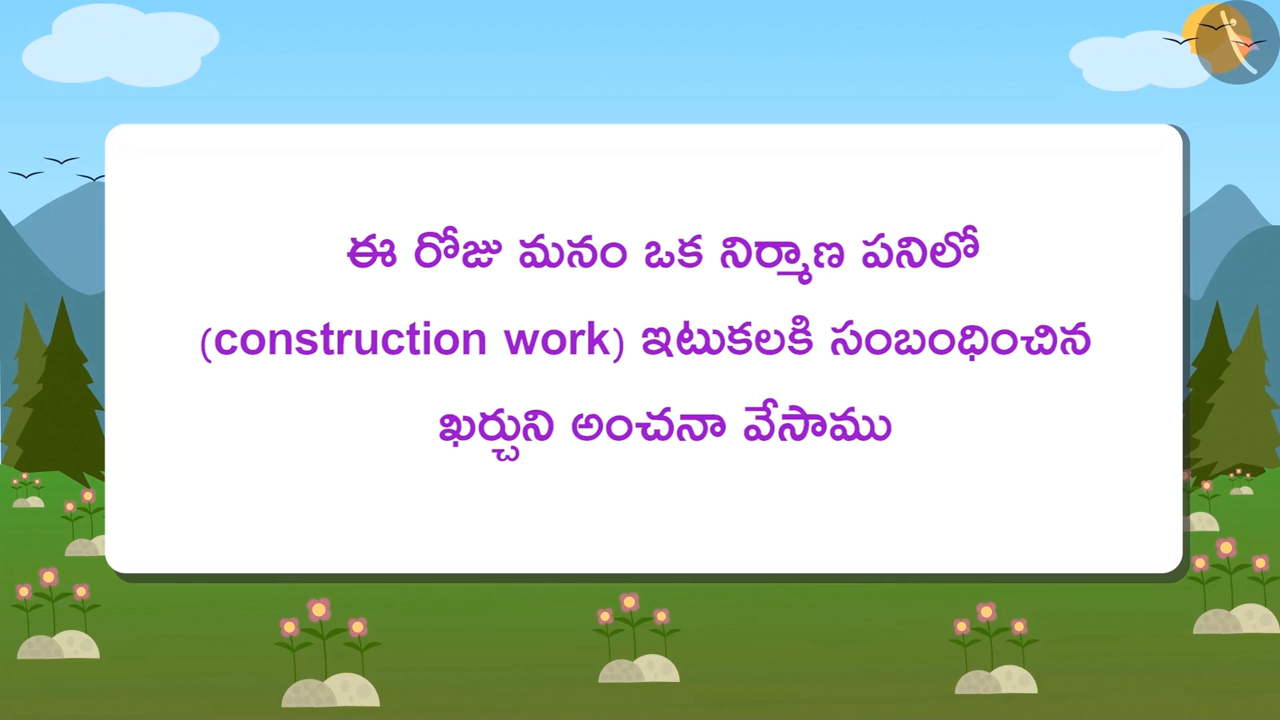 ఈ రోజు మనం ఒక నిర్మాణ పనిలో
(construction work) ఇటుకలకి సంబంధించిన
ఖర్చుని అంచనా వేసాము